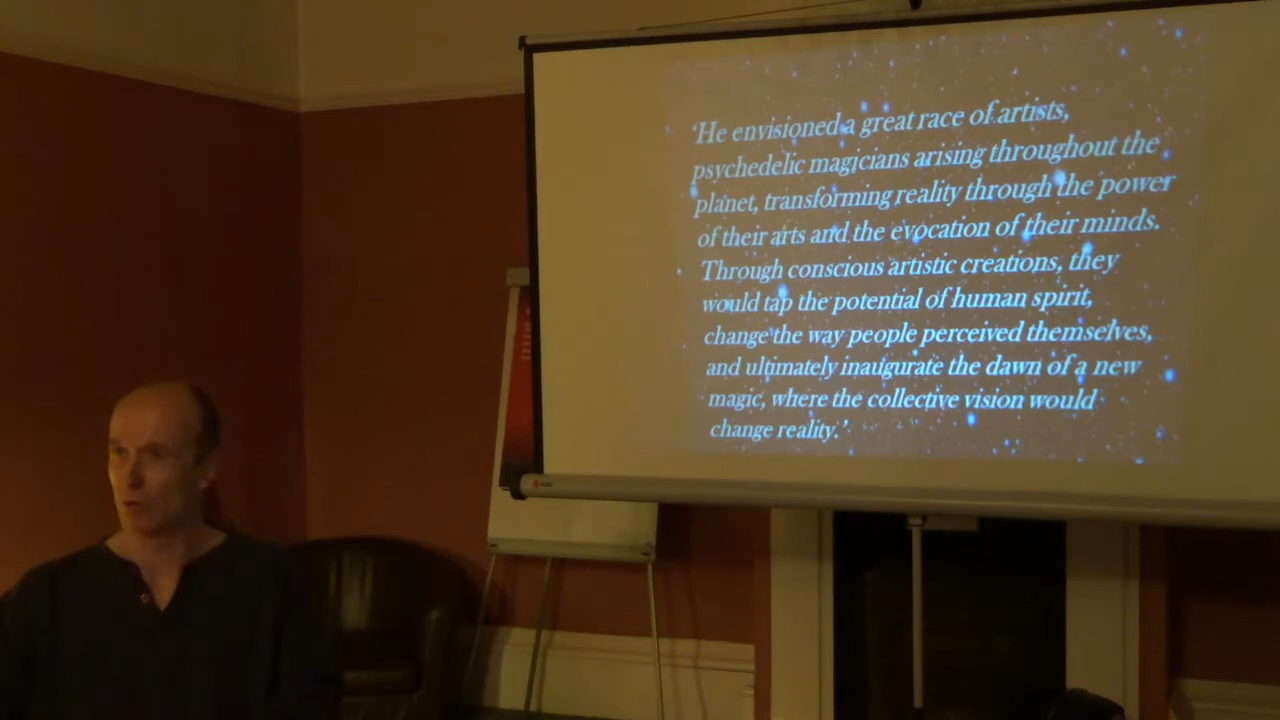 'He envisioned a great race of artists,
psychedelic magicians arising throughout the
planet, transforming reality through the power
of their arts and the evocation of their minds.
Through conscious artistic creations, they
would tap the potential of human spirit,
change the way people perceived themselves,
and ultimately inaugurate the dawn of a new
magic, where the collective vision would
change reality.'